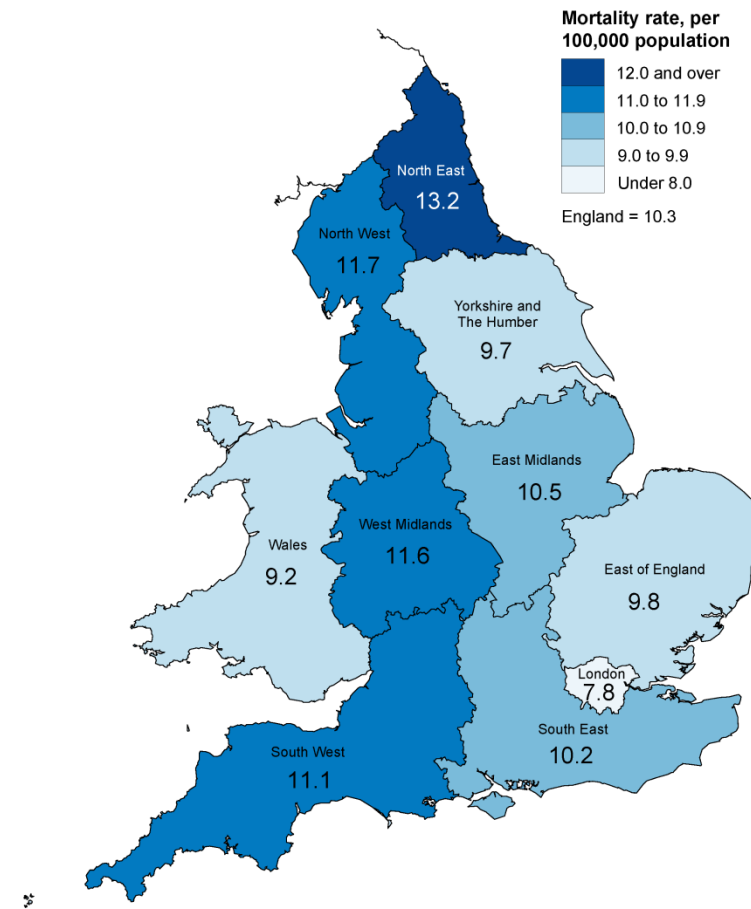 Mortality rate, per
100,000 population
12.0 and over
11.0 to 11.9
10.0 to 10.9
9.0 to 9.9
Under 8.0
England = 10.3
North East
13.2
North West
11.7
Yorkshire and
The Humber
9.7
East Midlands
10.5
West Midlands
11.6
Wales
9.2
East of England
9.8
London
7.8
South East
10.2
South West
11.1